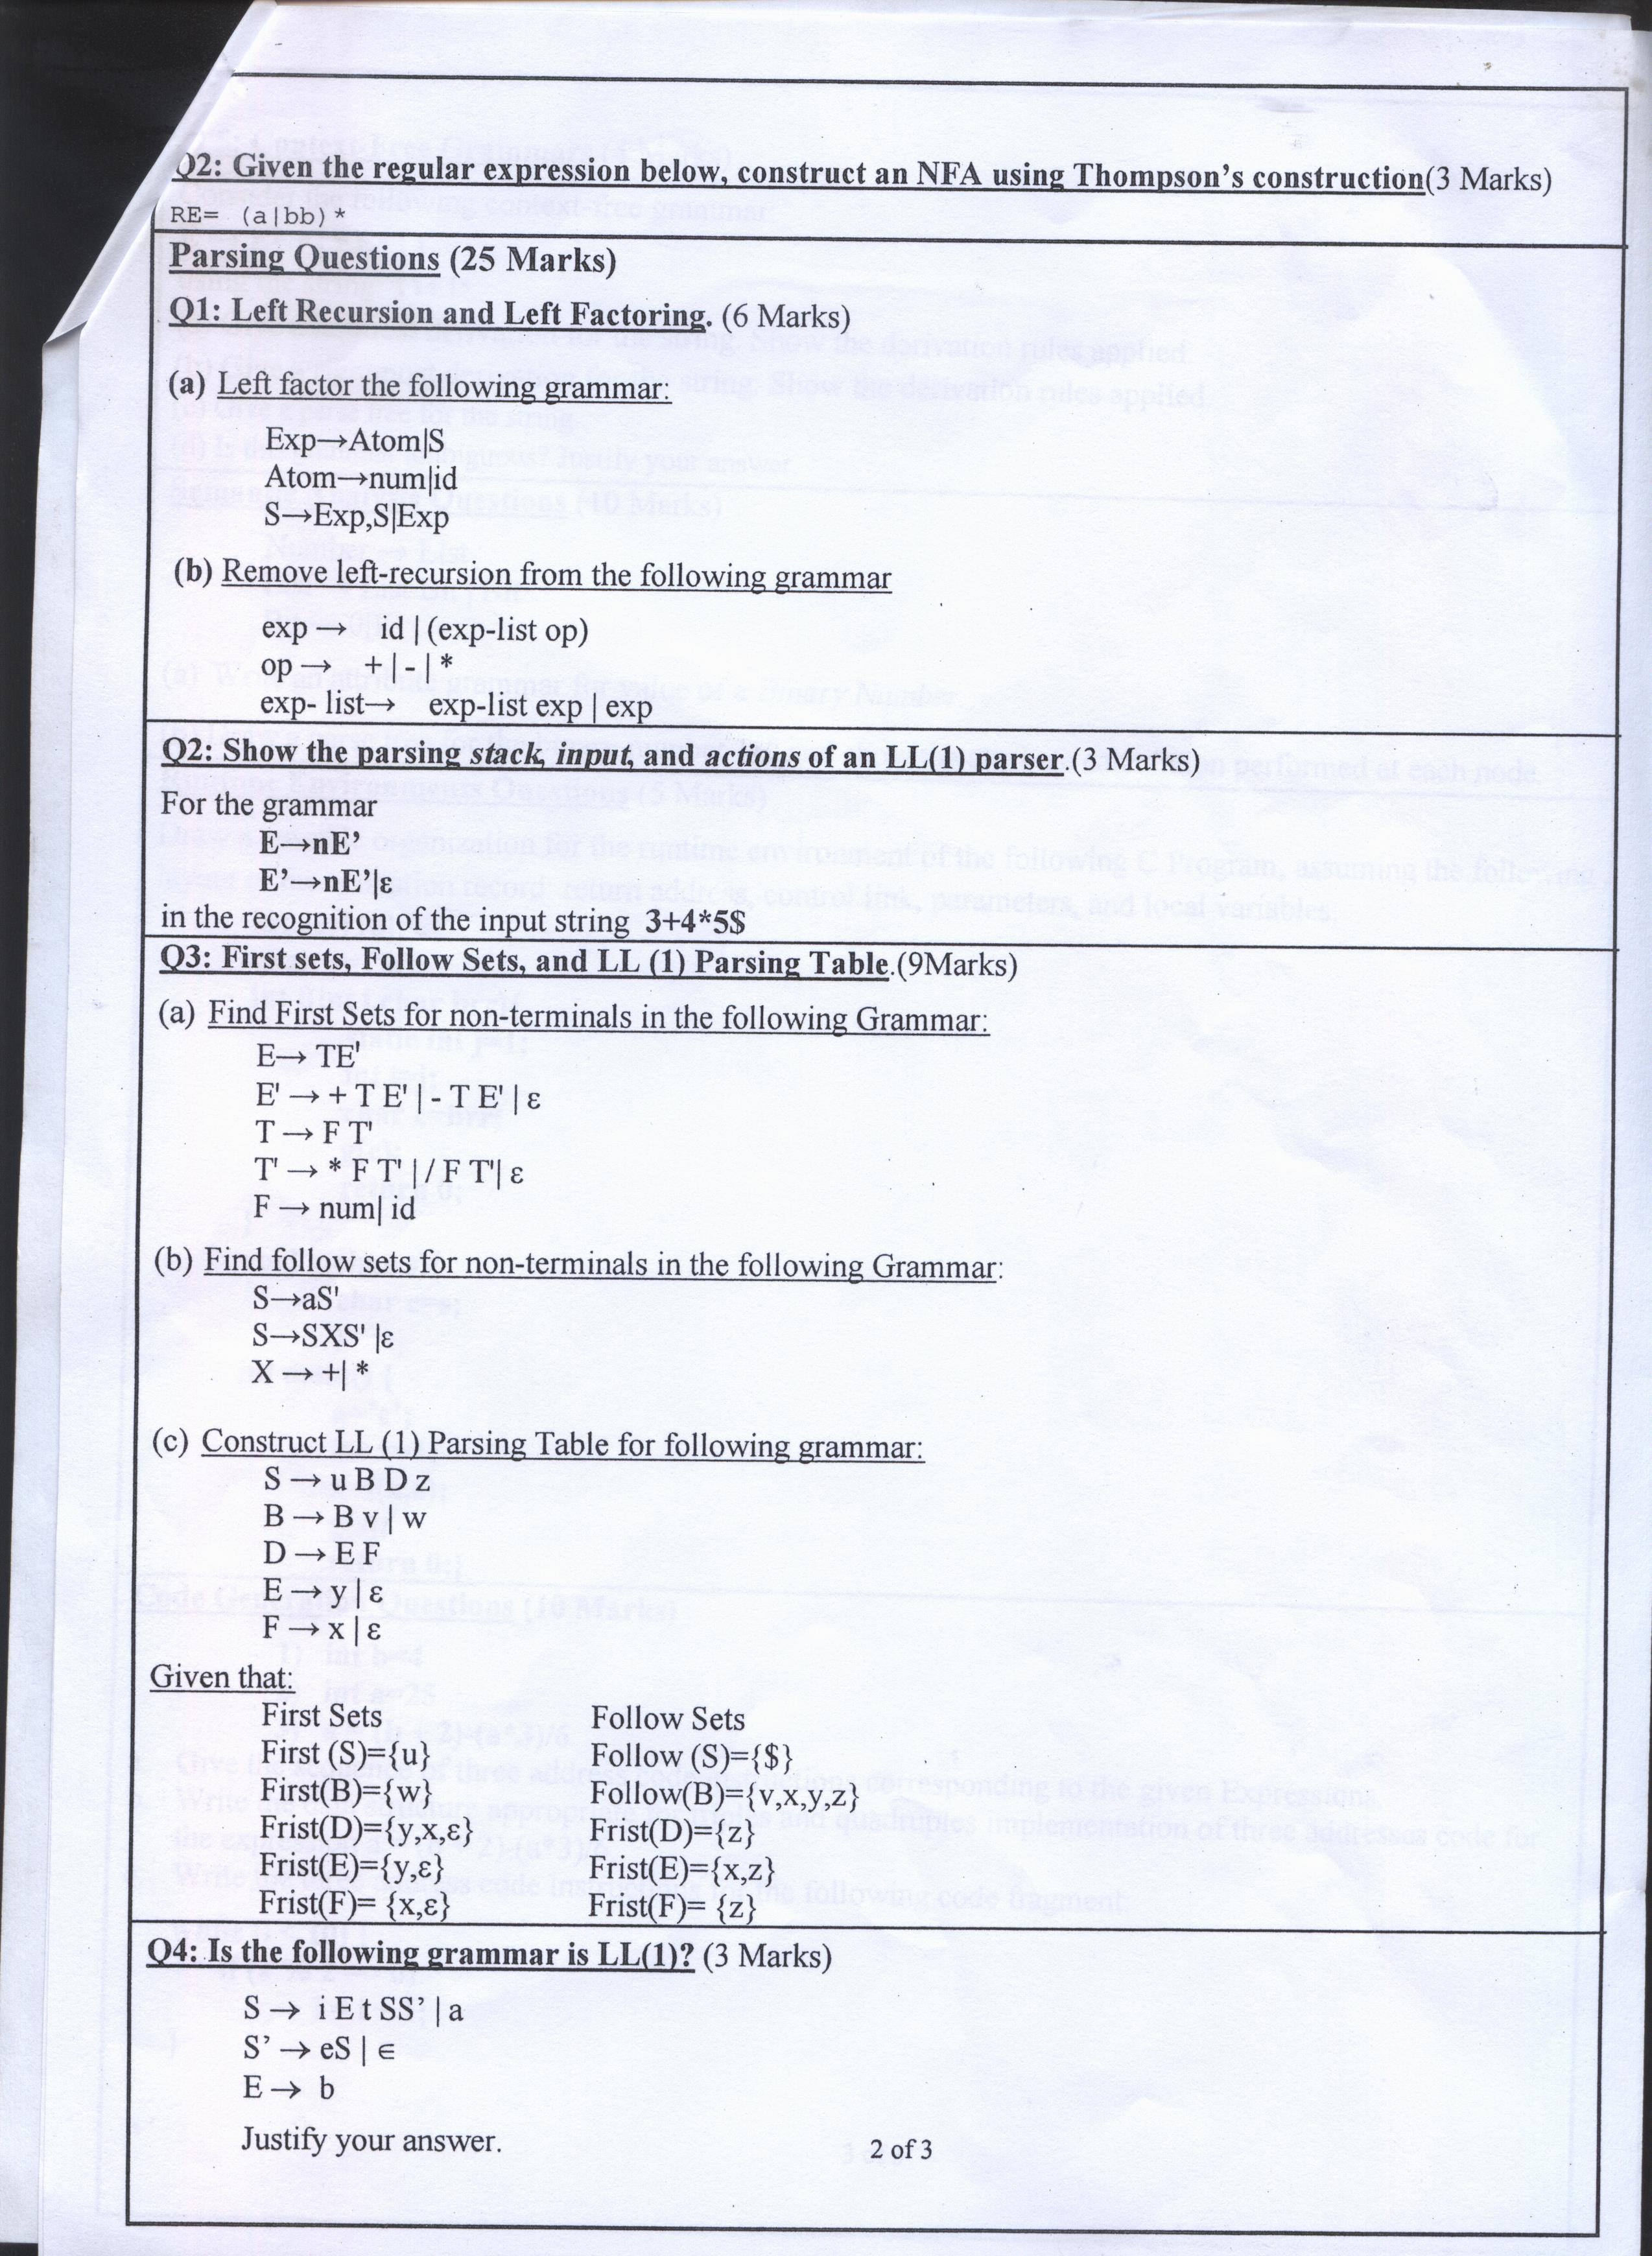 Q2: Given the regular expression below, construct an NFA using Thompson's construction(3 Marks)
RE= (a|bb)*
Parsing Questions (25 Marks)
Q1: Left Recursion and Left Factoring. (6 Marks)
(a) Left factor the following grammar:
Exp→Atom|S
Atom→num|id
S→Exp,S|Exp
(b) Remove left-recursion from the following grammar
exp → id | (exp-list op)
op → + | - | *
exp- list→ exp-list exp | exp
Q2: Show the parsing stack, input, and actions of an LL(1) parser.(3 Marks)
For the grammar
E→nE’
E’→nE’|ε
in the recognition of the input string 3+4*5$
Q3: First sets, Follow Sets, and LL (1) Parsing Table.(9Marks)
(a) Find First Sets for non-terminals in the following Grammar:
E→ TE'
E' → + T E' | - T E' | ε
T → F T'
T' → * F T' | / F T'| ε
F → num| id
(b) Find follow sets for non-terminals in the following Grammar:
S→aS'
S→SXS' |ε
X → +| *
(c) Construct LL (1) Parsing Table for following grammar:
S → u B D z
B → B v | w
D → E F
E → y | ε
F → x | ε
Given that:
First Sets Follow Sets
First (S)={u} Follow (S)={$}
First(B)={w} Follow(B)={v,x,y,z}
Frist(D)={y,x,ε} Frist(D)={z}
Frist(E)={y,ε} Frist(E)={x,z}
Frist(F)= {x,ε} Frist(F)= {z}
Q4: Is the following grammar is LL(1)? (3 Marks)
S → i E t SS’ | a
S’ → eS | ∈
E → b
Justify your answer.
2 of 3